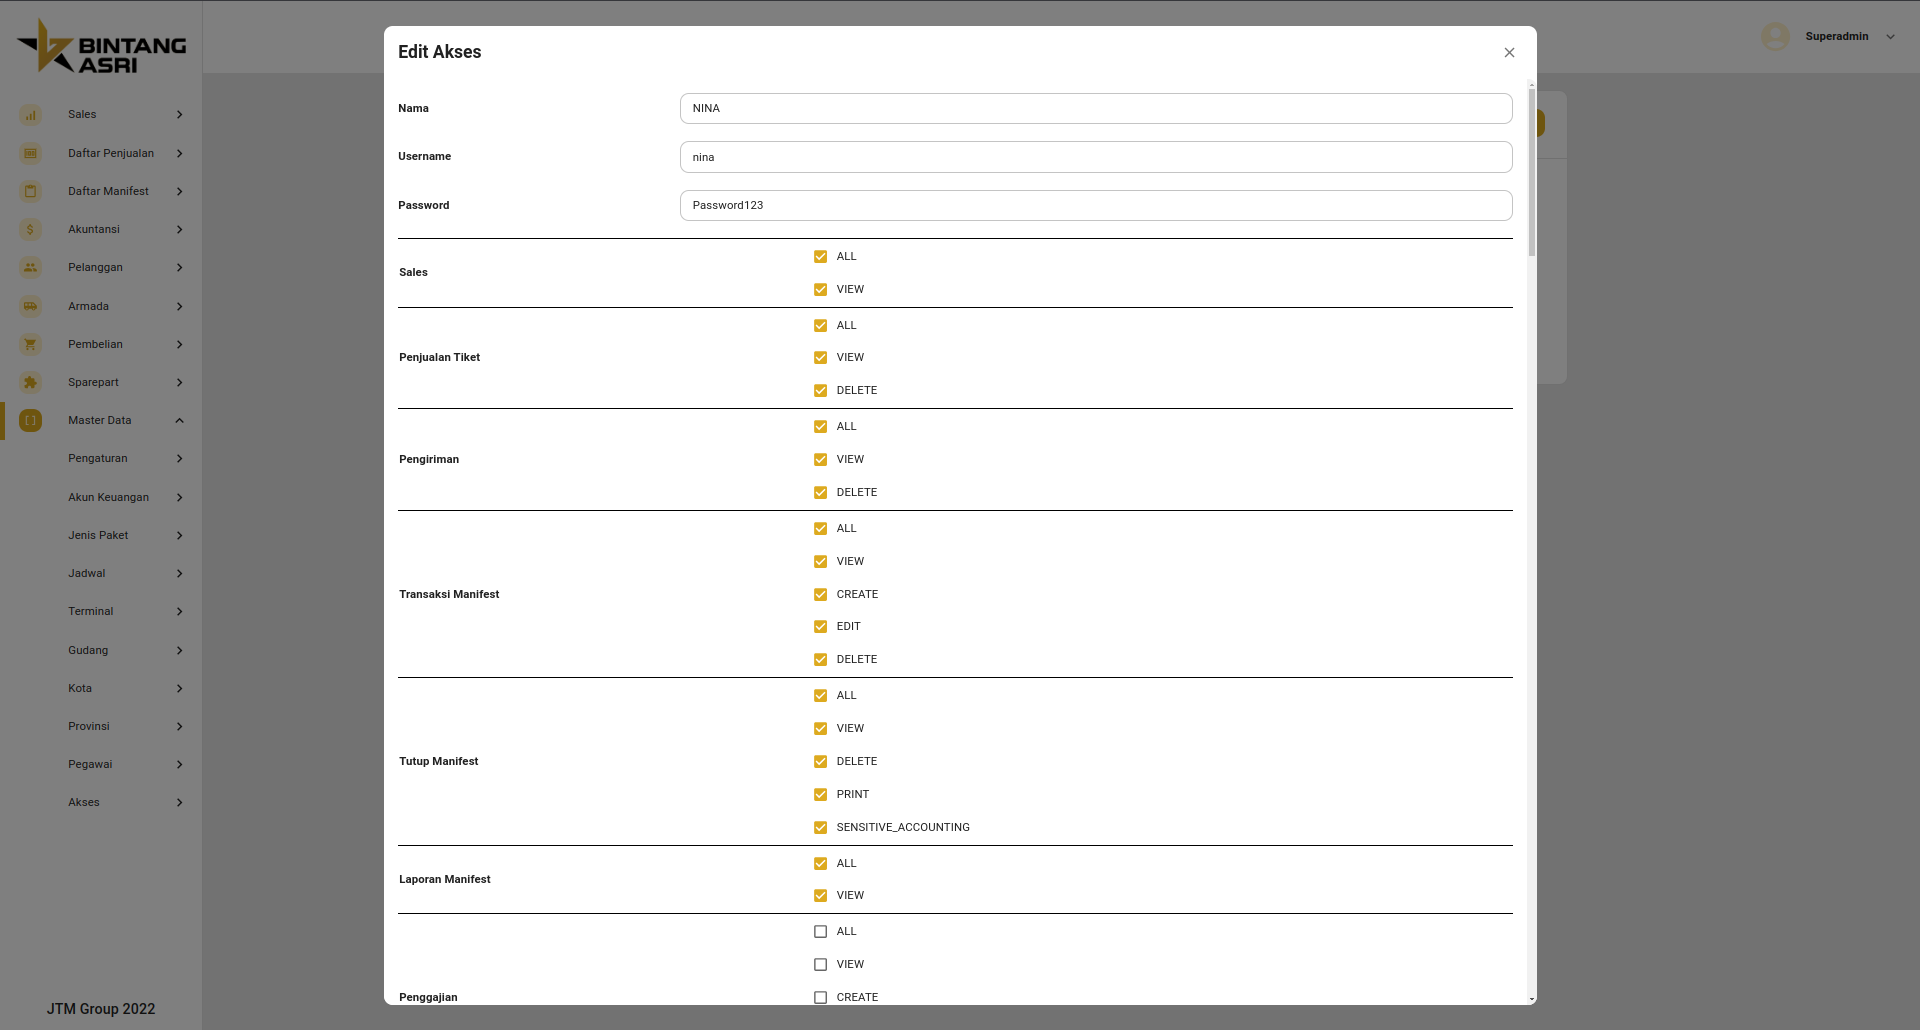 BINTANG
ASRI
Superadmin
Sales
Daftar Penjualan
Daftar Manifest
Akuntansi
Pelanggan
Armada
Pembelian
Sparepart
Master Data
Pengaturan
Akun Keuangan
Jenis Paket
Jadwal
Terminal
Gudang
Kota
Provinsi
Pegawai
Akses
JTM Group 2022
Edit Akses
Nama
NINA
Username
nina
Password
Password123
Sales
ALL
VIEW
Penjualan Tiket
ALL
VIEW
DELETE
Pengiriman
ALL
VIEW
DELETE
Transaksi Manifest
ALL
VIEW
CREATE
EDIT
DELETE
Tutup Manifest
ALL
VIEW
DELETE
PRINT
SENSITIVE_ACCOUNTING
Laporan Manifest
ALL
VIEW
Penggajian
ALL
VIEW
CREATE